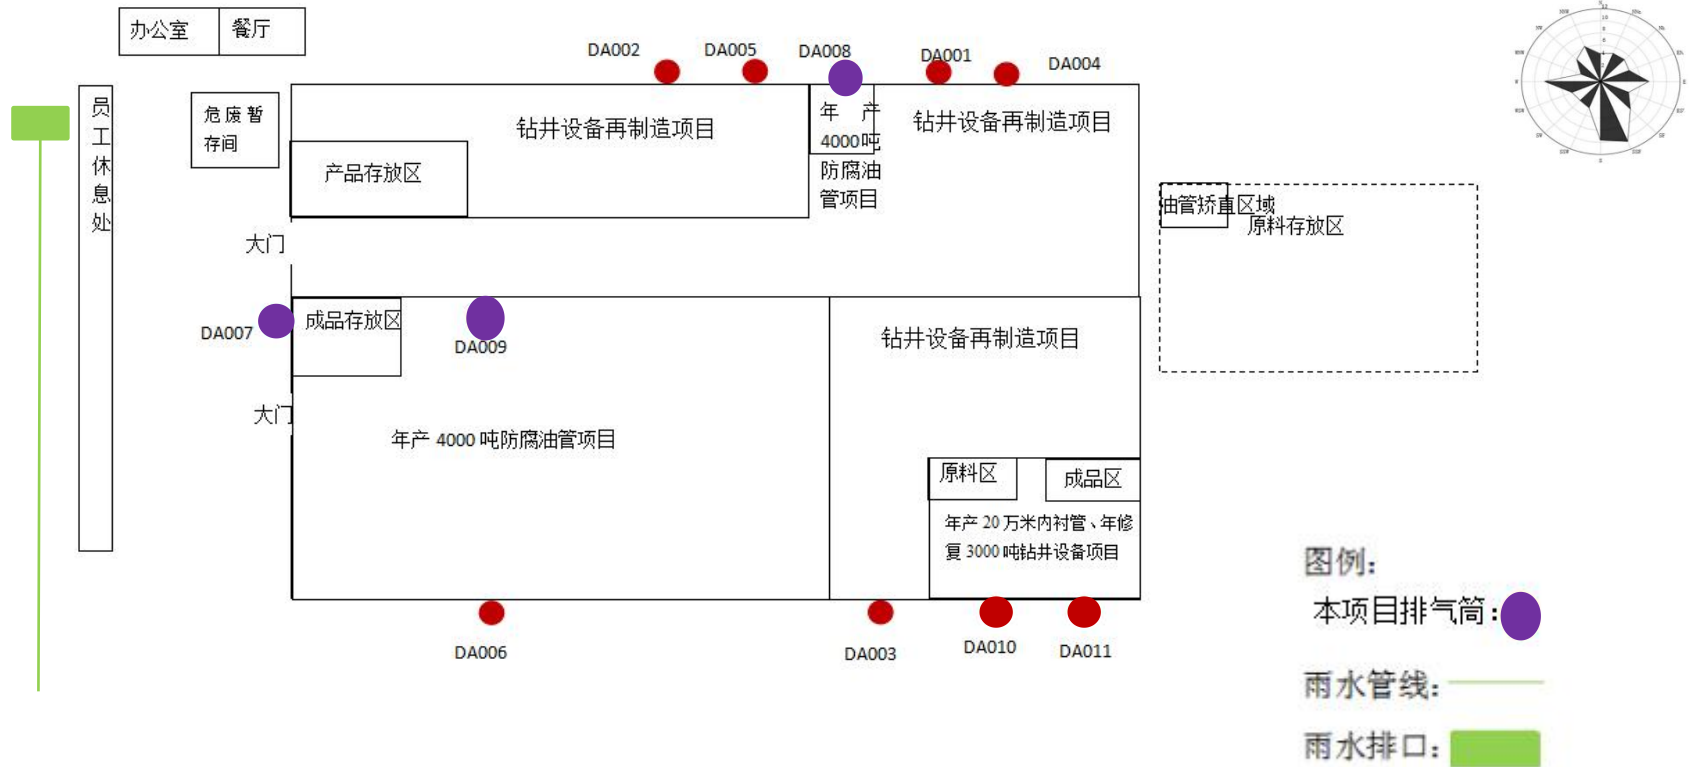 办公室
餐厅
DA002
DA005
DA008
DA001
DA004
员工休息处
危废暂
存间
钻井设备再制造项目
年 产
4000吨
防腐油
管项目
钻井设备再制造项目
产品存放区
油管矫直区域
原料存放区
大门
DA007
成品存放区
DA009
钻井设备再制造项目
大门
年产 4000 吨防腐油管项目
原料区
成品区
年产 20 万米内衬管、年修
复 3000 吨钻井设备项目
DA006
DA003
DA010
DA011
图例：
本项目排气筒：
雨水管线：
雨水排口：